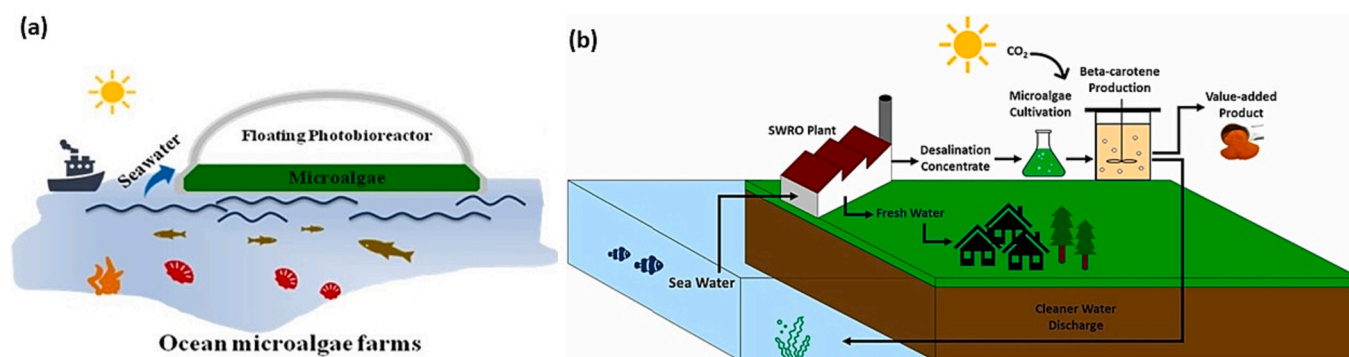 (a)
Seawater
Floating Photobioreactor
Microalgae
Ocean microalgae farms
(b)
CO₂
Beta-carotene
Production
Microalgae
Cultivation
Value-added
Product
SWRO Plant
Desalination
Concentrate
Fresh Water
Sea Water
Cleaner Water
Discharge